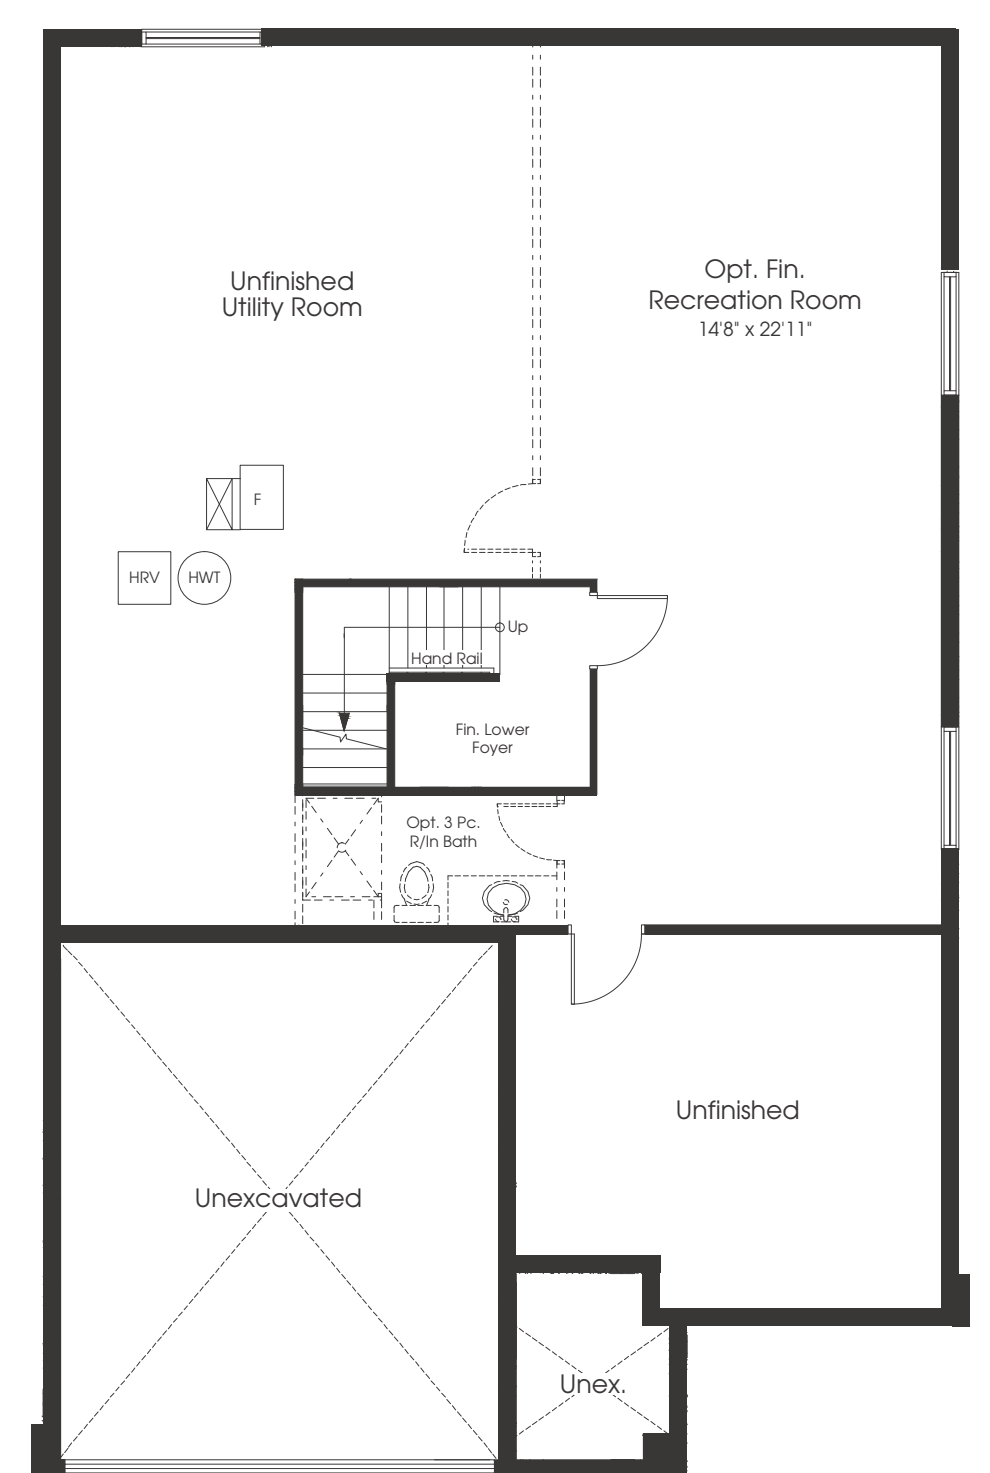 Unfinished
Utility Room
Opt. Fin.
Recreation Room
14'8" x 22'11"
F
HRV
HWT
Up
Hand Rail
Fin. Lower
Foyer
Opt. 3 Pc.
R/In Bath
Unfinished
Unexcavated
Unex.